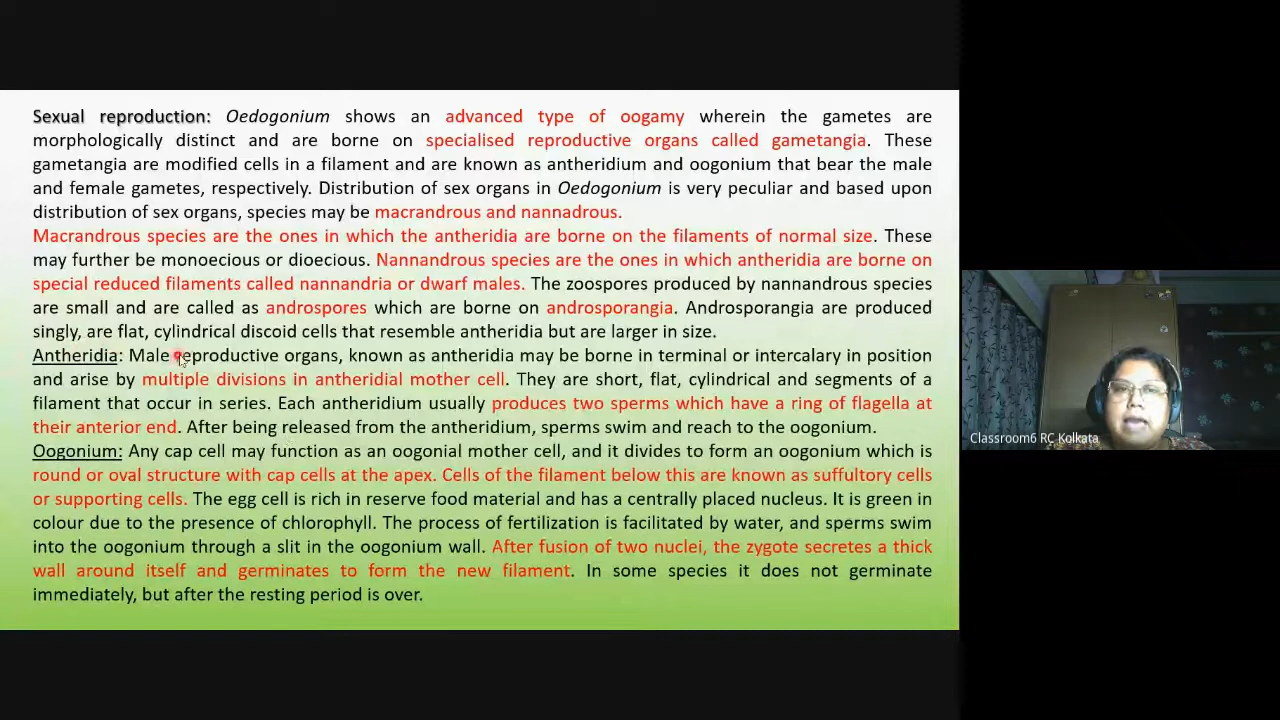 Sexual reproduction: Oedogonium shows an advanced type of oogamy wherein the gametes are
morphologically distinct and are borne on specialised reproductive organs called gametangia. These
gametangia are modified cells in a filament and are known as antheridium and oogonium that bear the male
and female gametes, respectively. Distribution of sex organs in Oedogonium is very peculiar and based upon
distribution of sex organs, species may be macrandrous and nannadrous.
Macrandrous species are the ones in which the antheridia are borne on the filaments of normal size. These
may further be monoecious or dioecious. Nannandrous species are the ones in which antheridia are borne on
special reduced filaments called nannandria or dwarf males. The zoospores produced by nannandrous species
are small and are called as androspores which are borne on androsporangia. Androsporangia are produced
singly, are flat, cylindrical discoid cells that resemble antheridia but are larger in size.
Antheridia: Male reproductive organs, known as antheridia may be borne in terminal or intercalary in position
and arise by multiple divisions in antheridial mother cell. They are short, flat, cylindrical and segments of a
filament that occur in series. Each antheridium usually produces two sperms which have a ring of flagella at
their anterior end. After being released from the antheridium, sperms swim and reach to the oogonium.
Oogonium: Any cap cell may function as an oogonial mother cell, and it divides to form an oogonium which is
round or oval structure with cap cells at the apex. Cells of the filament below this are known as suffultory cells
or supporting cells. The egg cell is rich in reserve food material and has a centrally placed nucleus. It is green in
colour due to the presence of chlorophyll. The process of fertilization is facilitated by water, and sperms swim
into the oogonium through a slit in the oogonium wall. After fusion of two nuclei, the zygote secretes a thick
wall around itself and germinates to form the new filament. In some species it does not germinate
immediately, but after the resting period is over.
Classroom6 RC Kolkata